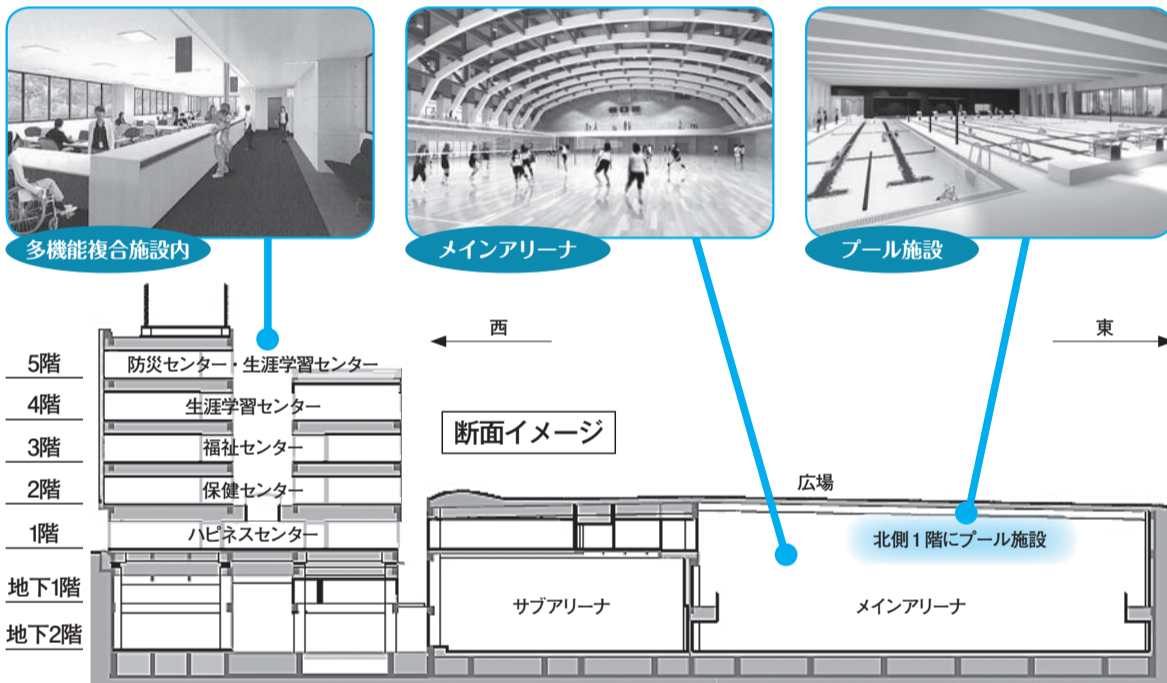 多機能複合施設内
メインアリーナ
プール施設
西
東
5階
防災センター・生涯学習センター
4階
生涯学習センター
断面イメージ
3階
福祉センター
2階
保健センター
広場
1階
ハピネスセンター
北側1階にプール施設
地下1階
サブアリーナ
メインアリーナ
地下2階